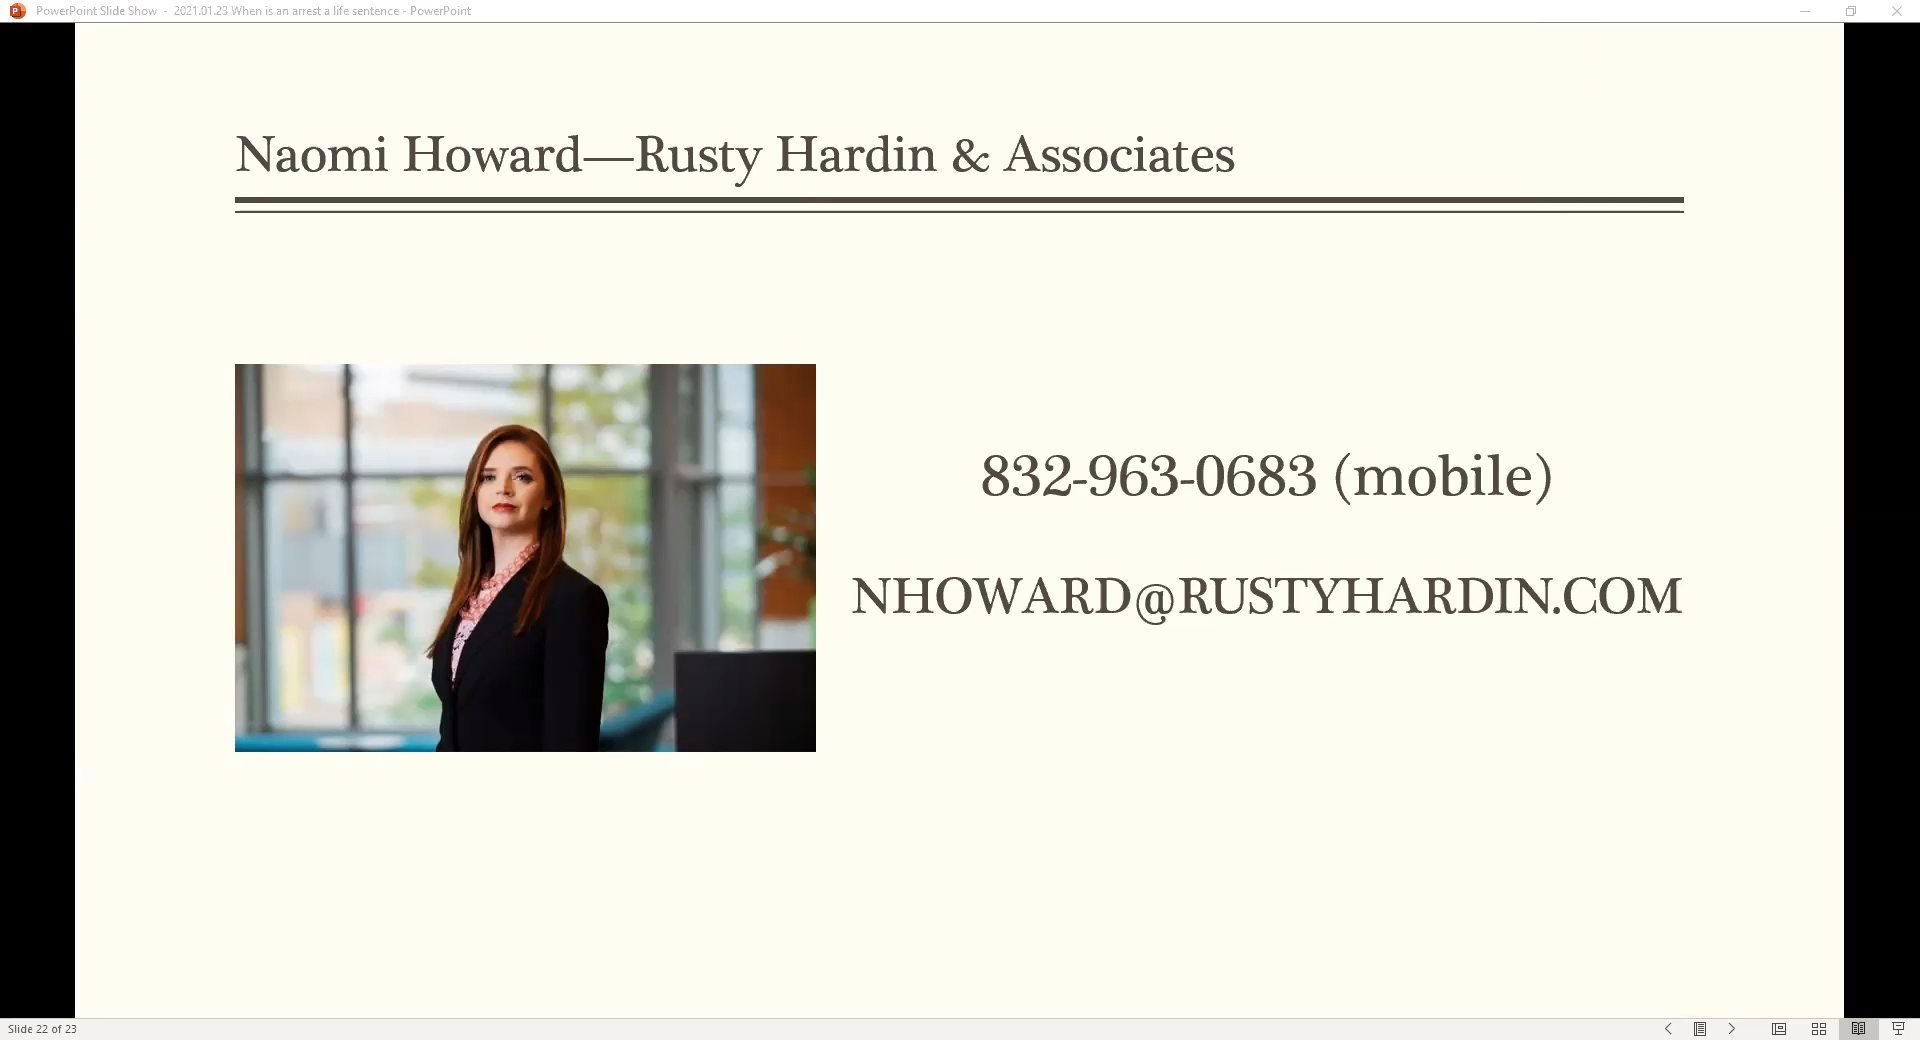 PowerPoint Slide Show - 2021.01.23 When is an arrest a life sentence - PowerPoint
Naomi Howard—Rusty Hardin & Associates
832-963-0683 (mobile)
NHOWARD@RUSTYHARDIN.COM
Slide 22 of 23